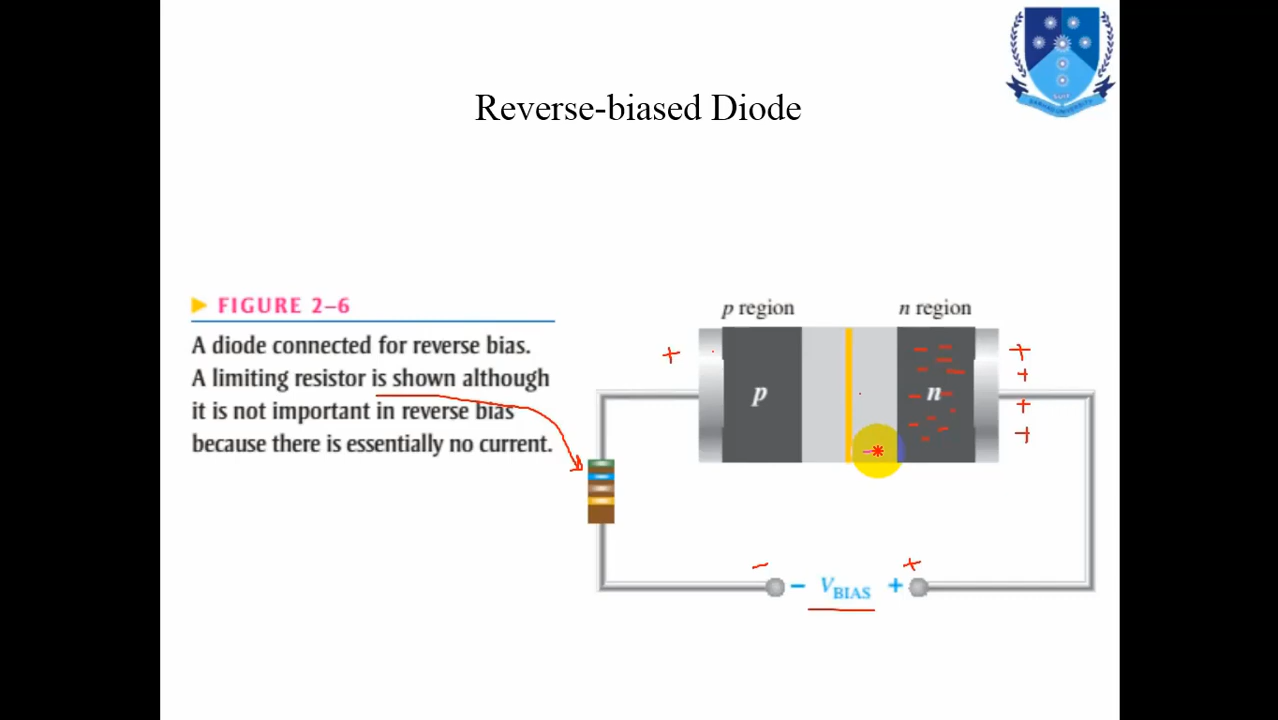 Reverse-biased Diode
FIGURE 2–6
A diode connected for reverse bias.
A limiting resistor is shown although
it is not important in reverse bias
because there is essentially no current.
p region
n region
+
+
+
+
+
p
n
−
+
− VBIAS +